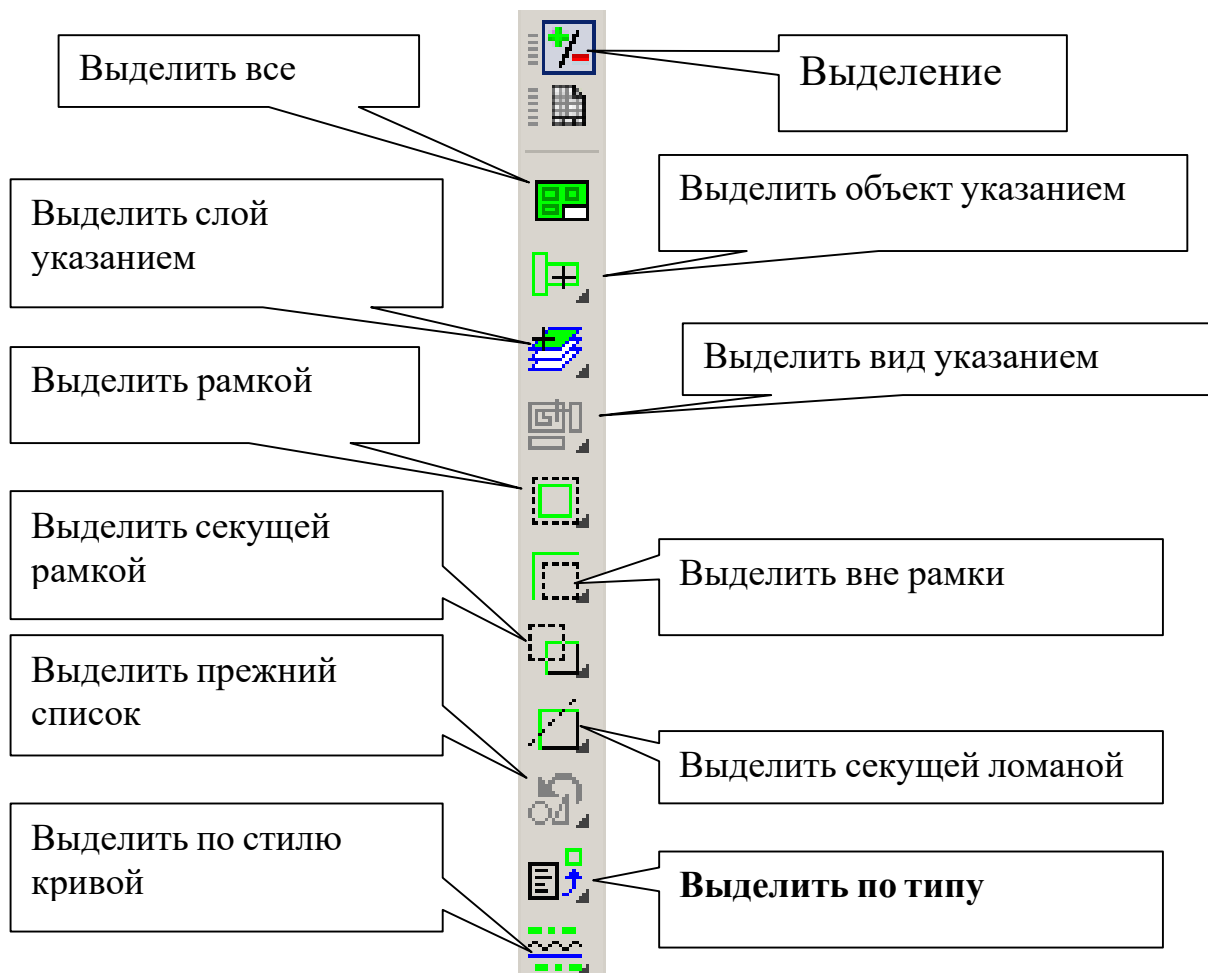 Выделить все
Выделение
Выделить объект указанием
Выделить слой
указанием
Выделить вид указанием
Выделить рамкой
Выделить секущей
рамкой
Выделить вне рамки
Выделить прежний
список
Выделить секущей ломаной
Выделить по стилю
кривой
Выделить по типу